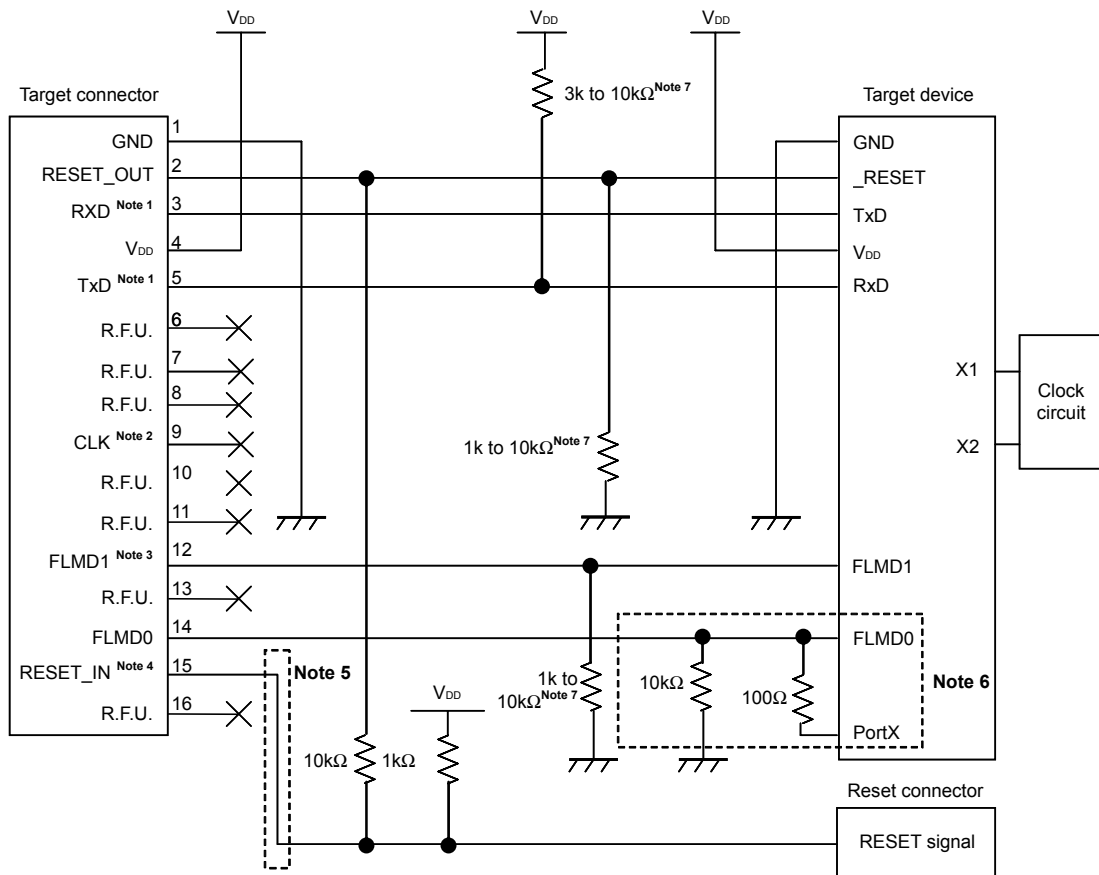 VDD
VDD
VDD
3k to 10kΩNote 7
Target connector
Target device
1
GND
2
RESET_OUT
3
RXD Note 1
4
VDD
5
TxD Note 1
6
R.F.U.
7
R.F.U.
8
R.F.U.
9
CLK Note 2
10
R.F.U.
11
R.F.U.
12
FLMD1 Note 3
13
R.F.U.
14
FLMD0
15
RESET_IN Note 4
16
R.F.U.
GND
_RESET
TxD
VDD
RxD
X1
X2
Clock
circuit
1k to 10kΩNote 7
FLMD1
FLMD0
PortX
Note 5
1k to
10kΩNote 7
10kΩ
100Ω
Note 6
VDD
10kΩ
1kΩ
Reset connector
RESET signal